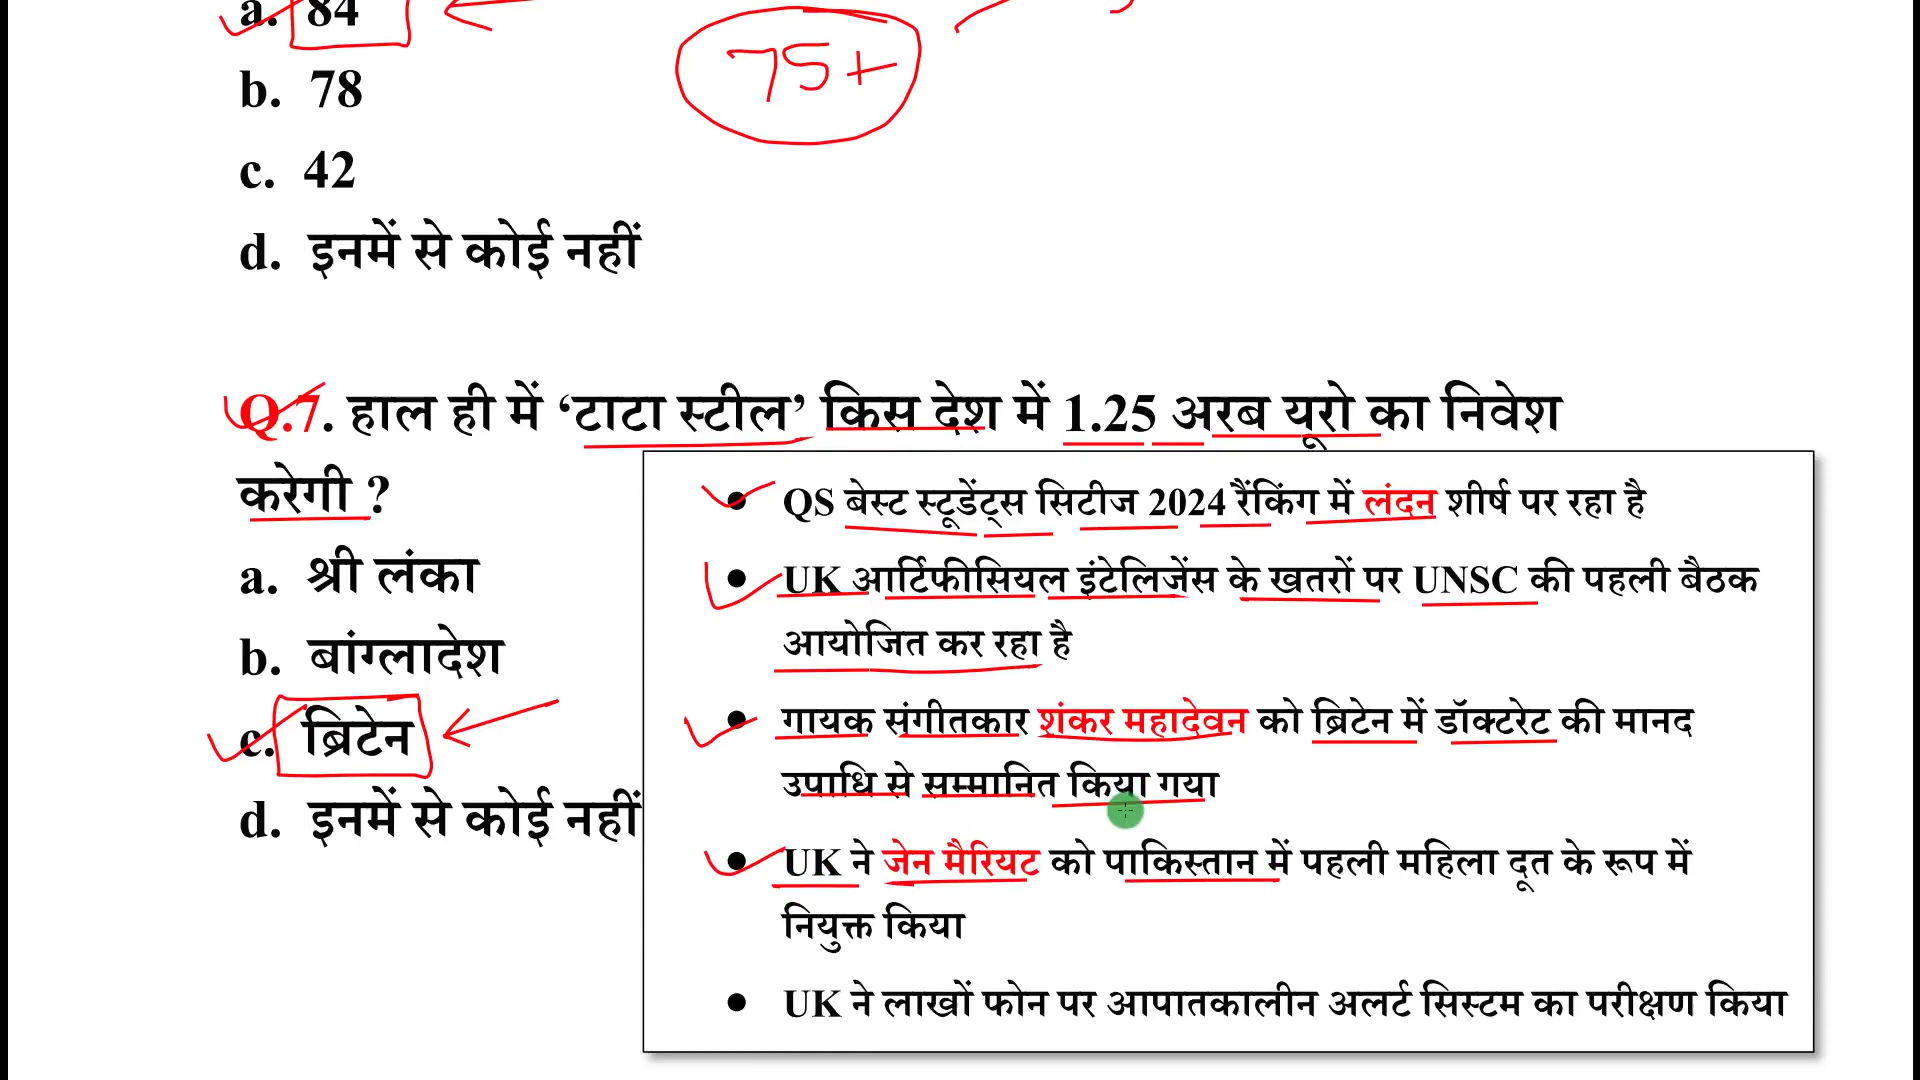 a. 84
75+
b. 78
c. 42
d. इनमें से कोई नहीं
Q.7. हाल ही में ‘टाटा स्टील’ किस देश में 1.25 अरब यूरो का निवेश
करेगी ?
a. श्री लंका
b. बांग्लादेश
c. ब्रिटेन
d. इनमें से कोई नहीं
● QS बेस्ट स्टूडेंट्स सिटीज 2024 रैंकिंग में लंदन शीर्ष पर रहा है
● UK आर्टिफीसियल इंटेलिजेंस के खतरों पर UNSC की पहली बैठक
आयोजित कर रहा है
● गायक संगीतकार शंकर महादेवन को ब्रिटेन में डॉक्टरेट की मानद
उपाधि से सम्मानित किया गया
● UK ने जेन मैरियट को पाकिस्तान में पहली महिला दूत के रूप में
नियुक्त किया
● UK ने लाखों फोन पर आपातकालीन अलर्ट सिस्टम का परीक्षण किया